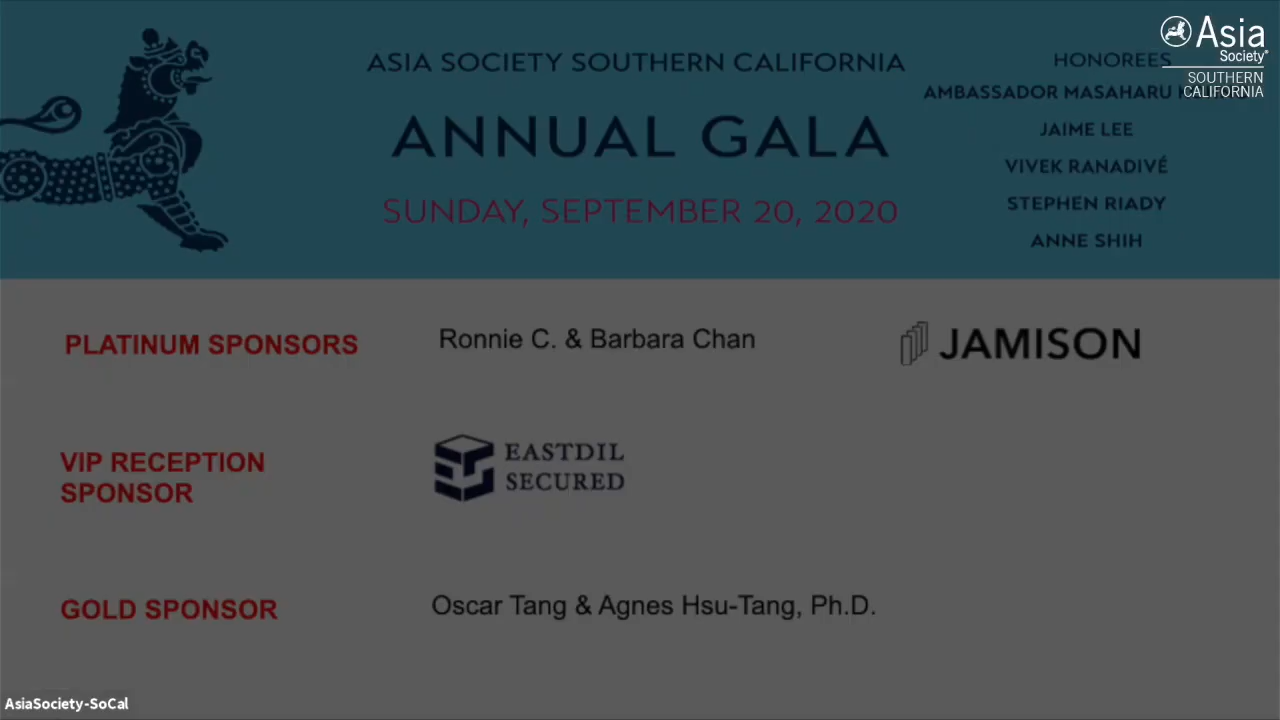 ASIA SOCIETY SOUTHERN CALIFORNIA
ANNUAL GALA
SUNDAY, SEPTEMBER 20, 2020
HONOREES
AMBASSADOR MASAHARU
JAIME LEE
VIVEK RANADIVÉ
STEPHEN RIADY
ANNE SHIH
Asia
Society®
SOUTHERN
CALIFORNIA
PLATINUM SPONSORS
Ronnie C. & Barbara Chan
JAMISON
VIP RECEPTION
SPONSOR
EASTDIL
SECURED
GOLD SPONSOR
Oscar Tang & Agnes Hsu-Tang, Ph.D.
AsiaSociety-SoCal